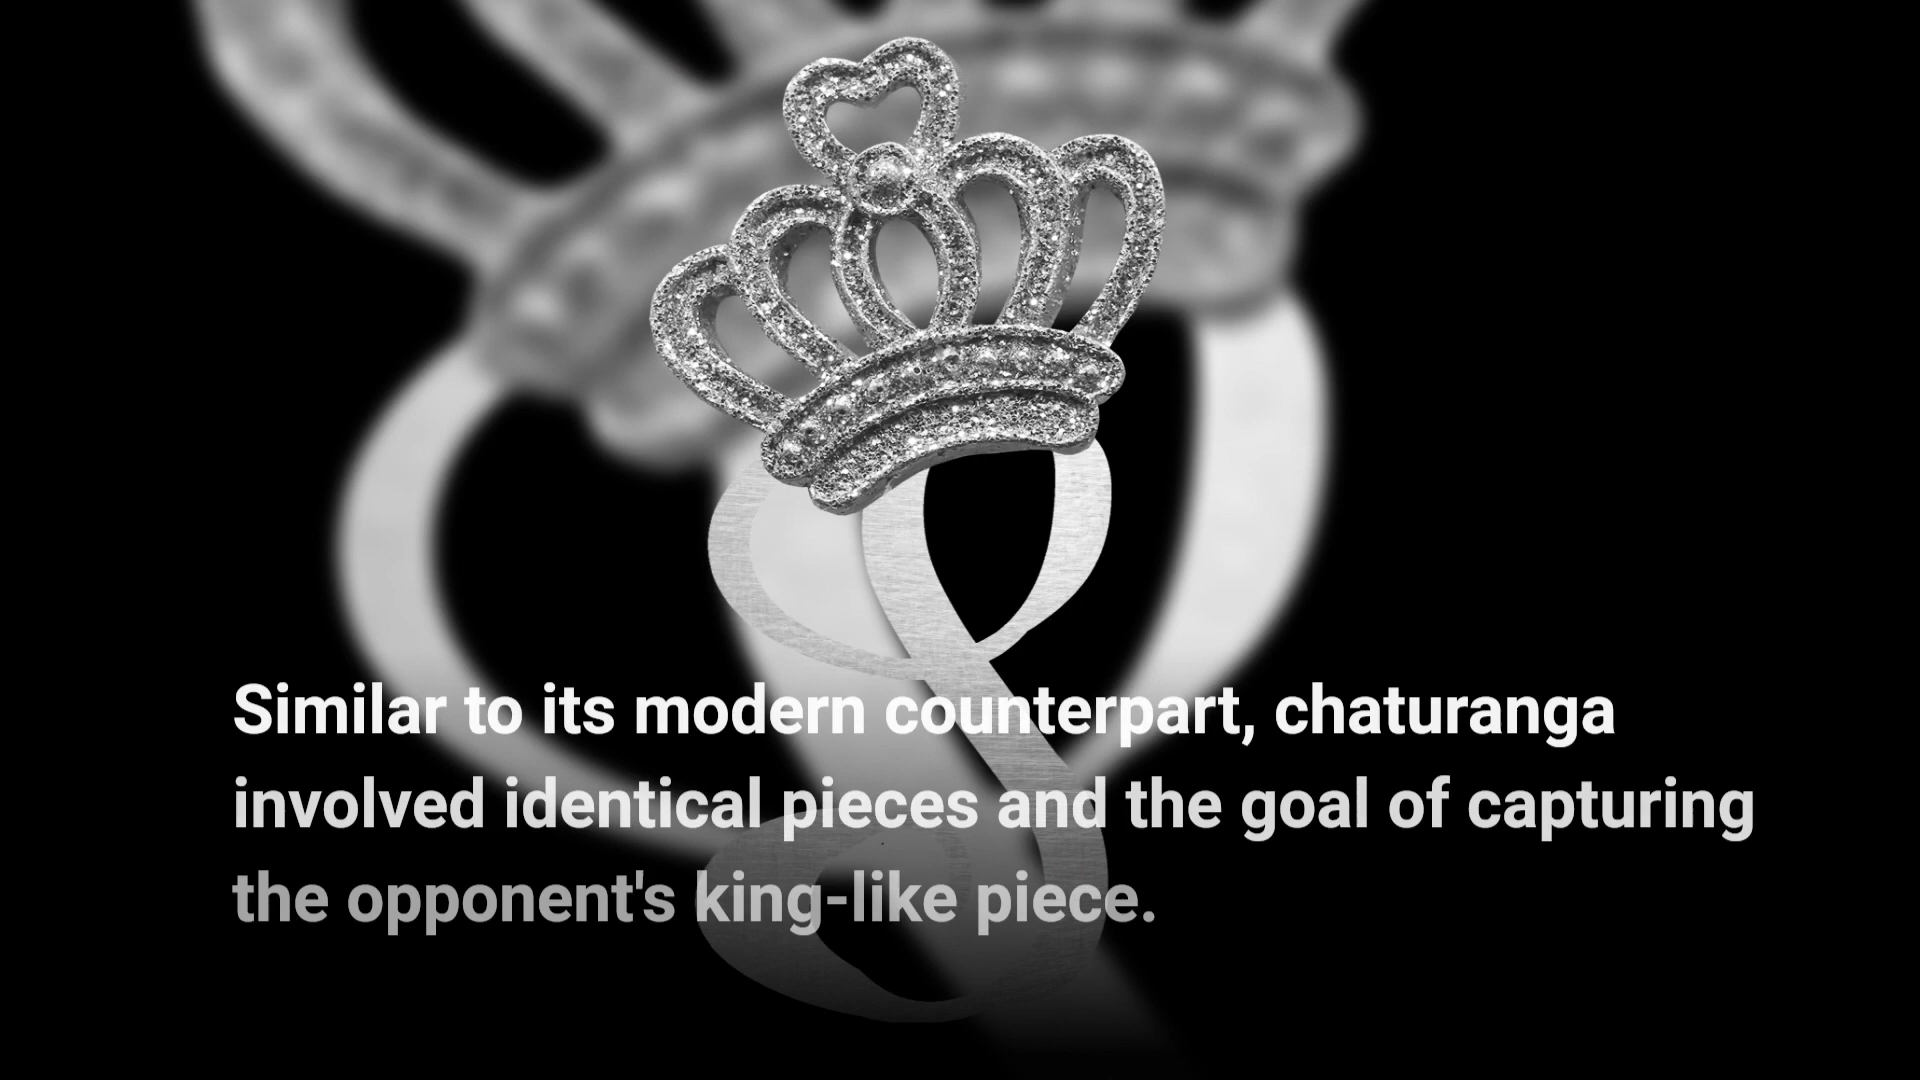 Similar to its modern counterpart, chaturanga
involved identical pieces and the goal of capturing
the opponent's king-like piece.